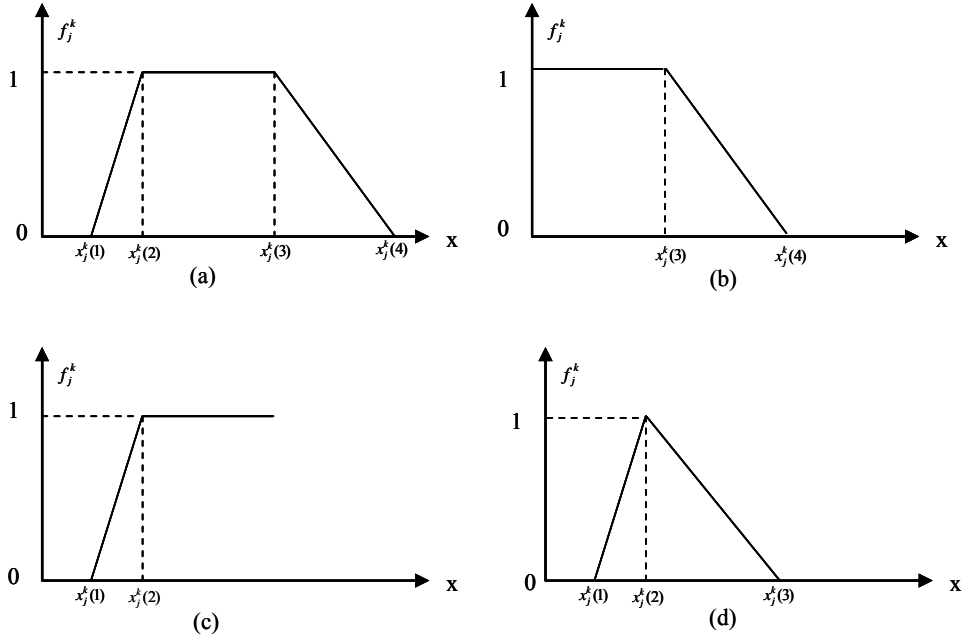 f_j^k
1
0
x_j^k(1) x_j^k(2) x_j^k(3) x_j^k(4) x
(a)
f_j^k
1
0
x_j^k(3) x_j^k(4) x
(b)
f_j^k
1
0
x_j^k(1) x_j^k(2) x
(c)
f_j^k
1
0
x_j^k(1) x_j^k(2) x_j^k(3) x
(d)